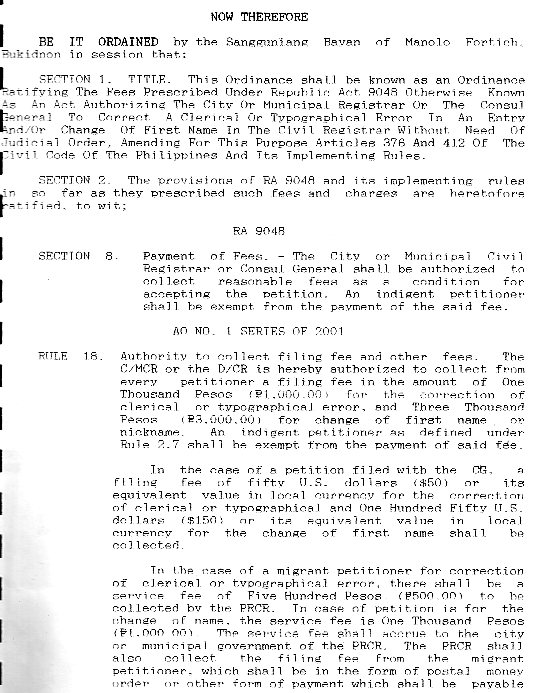 NOW THEREFORE
BE IT ORDAINED by the Sangguniang Bayan of Manolo Fortich,
Bukidnon in session that:
SECTION 1. TITLE. This Ordinance shall be known as an Ordinance
Ratifying The Fees Prescribed Under Republic Act 9048 Otherwise Known
As An Act Authorizing The City Or Municipal Registrar Or The Consul
General To Correct A Clerical Or Typographical Error In An Entry
And/Or Change Of First Name In The Civil Registrar Without Need Of
Judicial Order, Amending For This Purpose Articles 376 And 412 Of The
Civil Code Of The Philippines And Its Implementing Rules.
SECTION 2. The provisions of RA 9048 and its implementing rules
in so far as they prescribed such fees and charges are heretofore
ratified, to wit;
RA 9048
SECTION 8. Payment of Fees. - The City or Municipal Civil
Registrar or Consul General shall be authorized to
collect reasonable fees as a condition for
accepting the petition. An indigent petitioner
shall be exempt from the payment of the said fee.
AO NO. 1 SERIES OF 2001
RULE 18. Authority to collect filing fee and other fees. The
C/MCR or the D/CR is hereby authorized to collect from
every petitioner a filing fee in the amount of One
Thousand Pesos (₱1,000.00) for the correction of
clerical or typographical error, and Three Thousand
Pesos (₱3,000.00) for change of first name or
nickname. An indigent petitioner as defined under
Rule 2.7 shall be exempt from the payment of said fee.
In the case of a petition filed with the CG, a
filing fee of fifty U.S. dollars ($50) or its
equivalent value in local currency for the correction
of clerical or typographical and One Hundred Fifty U.S.
dollars ($150) or its equivalent value in local
currency for the change of first name shall be
collected.
In the case of a migrant petitioner for correction
of clerical or typographical error, there shall be a
service fee of Five Hundred Pesos (₱500.00) to be
collected by the PRCR. In case of petition is for the
change of name, the service fee is One Thousand Pesos
(₱1,000.00). The service fee shall accrue to the city
or municipal government of the PRCR. The PRCR shall
also collect the filing fee from the migrant
petitioner, which shall be in the form of postal money
order or other form of payment which shall be payable